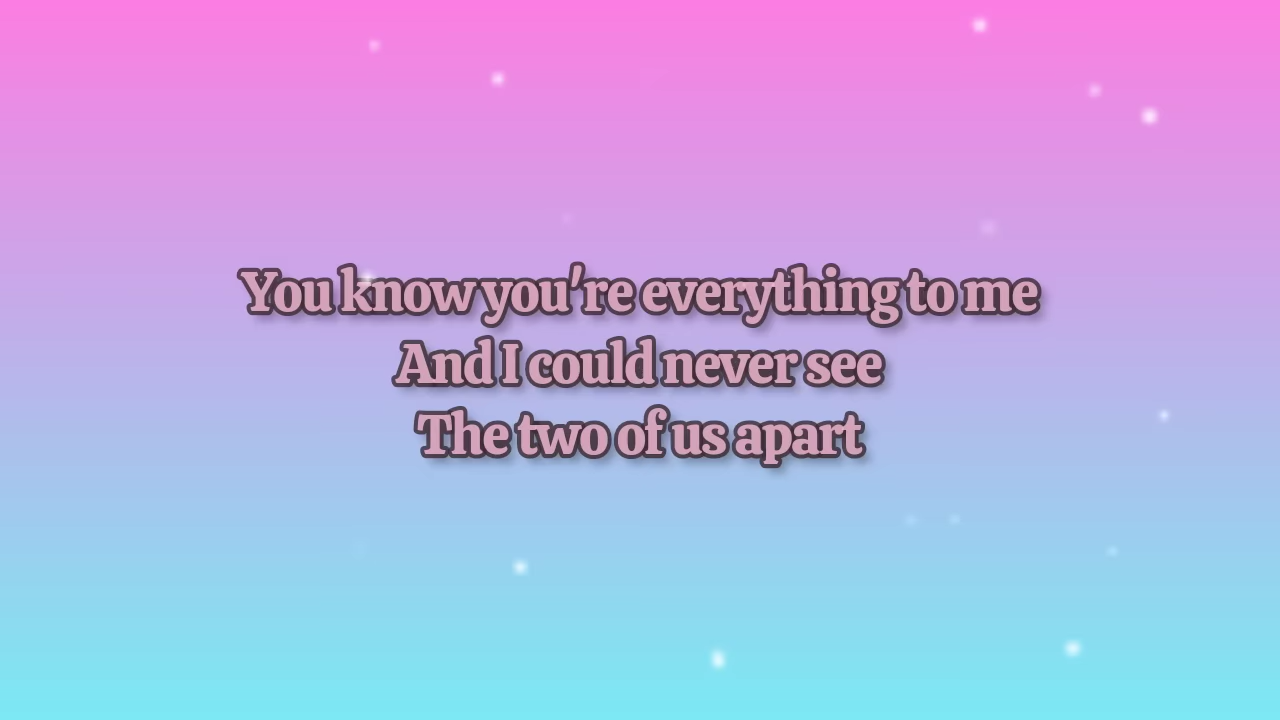 You know you're everything to me
And I could never see
The two of us apart